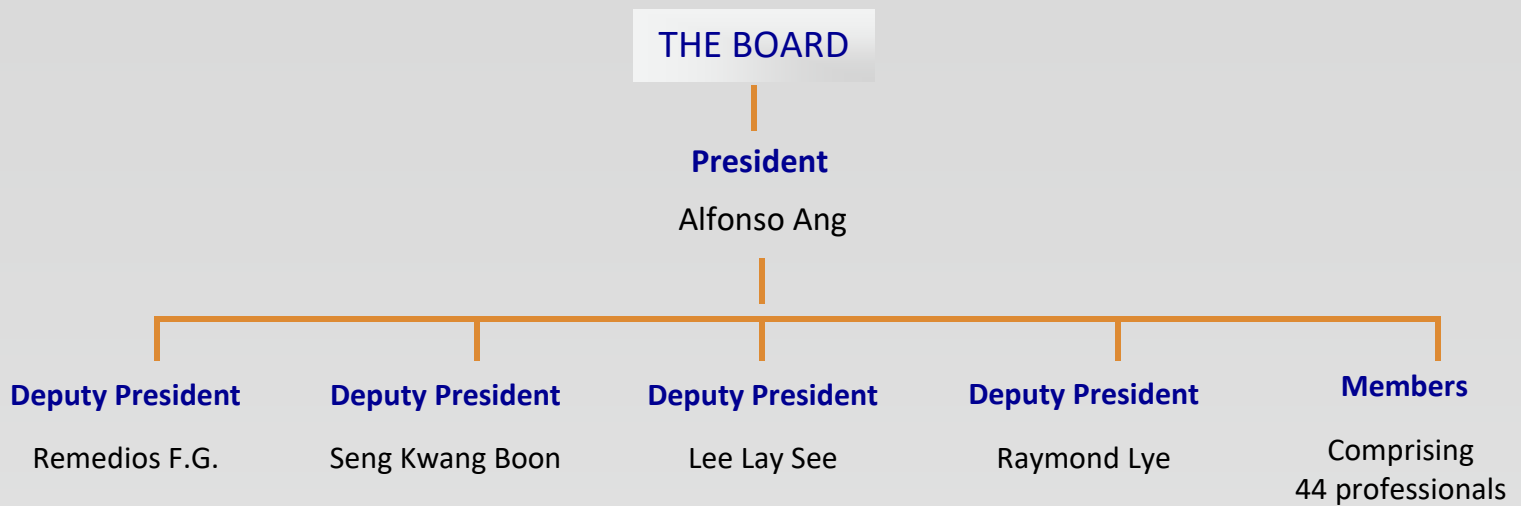 THE BOARD
President
Alfonso Ang
Deputy President
Remedios F.G.
Deputy President
Seng Kwang Boon
Deputy President
Lee Lay See
Deputy President
Raymond Lye
Members
Comprising
44 professionals